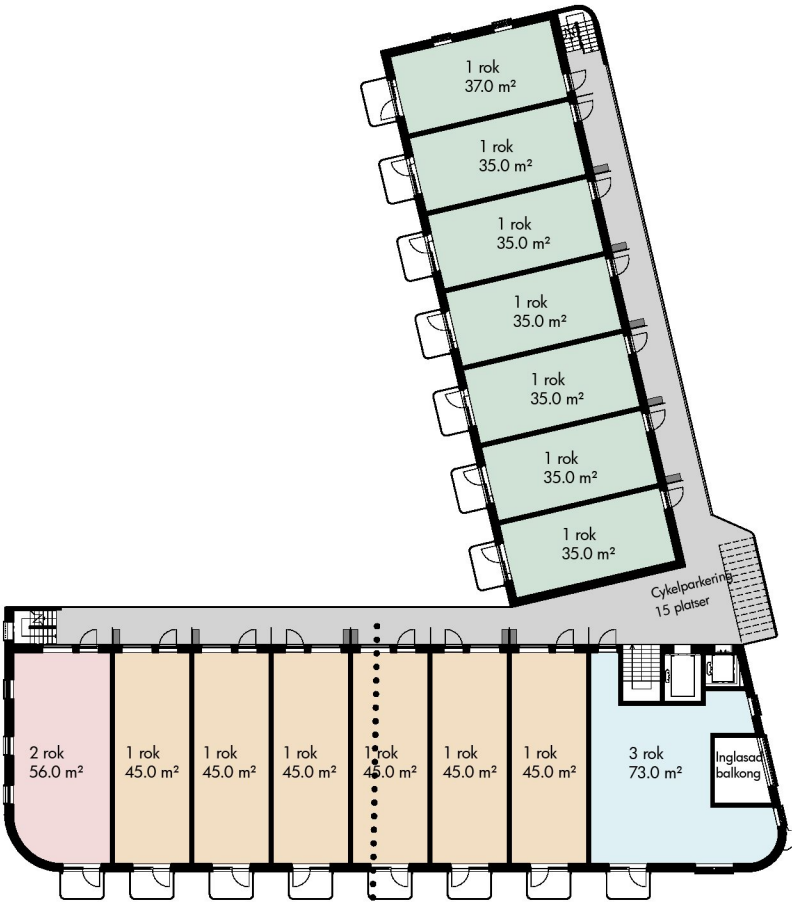 1 rok
37.0 m²
1 rok
35.0 m²
1 rok
35.0 m²
1 rok
35.0 m²
1 rok
35.0 m²
1 rok
35.0 m²
1 rok
35.0 m²
Cykelparkering
15 platser
2 rok
56.0 m²
1 rok
45.0 m²
1 rok
45.0 m²
1 rok
45.0 m²
1 rok
45.0 m²
1 rok
45.0 m²
1 rok
45.0 m²
3 rok
73.0 m²
Inglasad
balkong